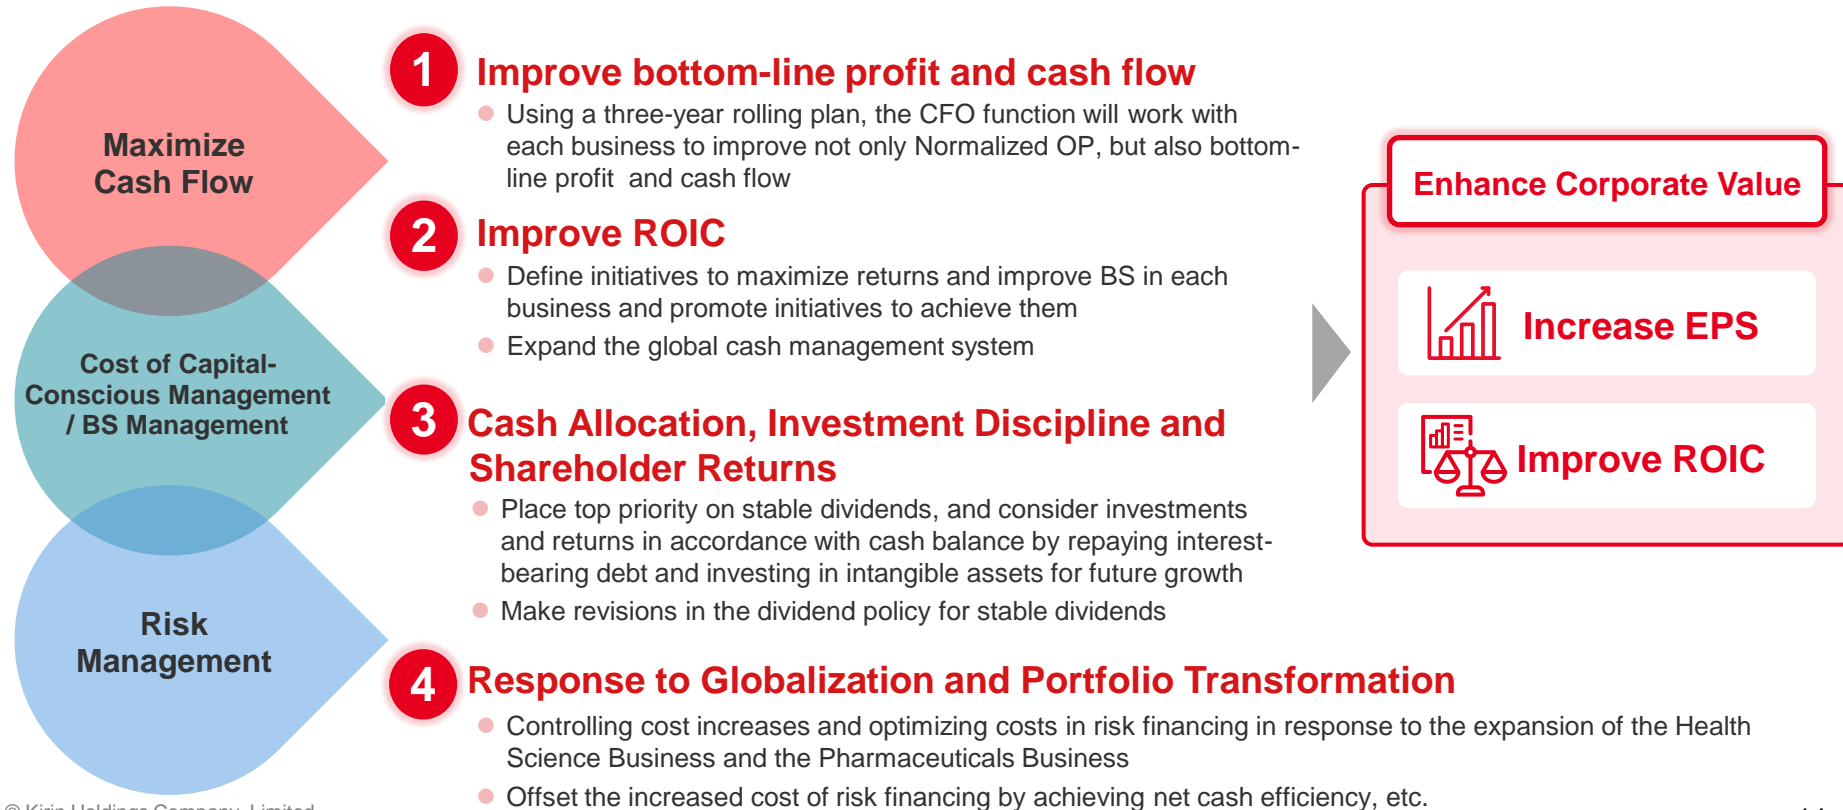 Maximize
Cash Flow
Cost of Capital-
Conscious Management
/ BS Management
Risk
Management
1
Improve bottom-line profit and cash flow
Using a three-year rolling plan, the CFO function will work with
each business to improve not only Normalized OP, but also bottom-
line profit and cash flow
2
Improve ROIC
Define initiatives to maximize returns and improve BS in each
business and promote initiatives to achieve them
Expand the global cash management system
3
Cash Allocation, Investment Discipline and
Shareholder Returns
Place top priority on stable dividends, and consider investments
and returns in accordance with cash balance by repaying interest-
bearing debt and investing in intangible assets for future growth
Make revisions in the dividend policy for stable dividends
4
Response to Globalization and Portfolio Transformation
Controlling cost increases and optimizing costs in risk financing in response to the expansion of the Health
Science Business and the Pharmaceuticals Business
Offset the increased cost of risk financing by achieving net cash efficiency, etc.
Enhance Corporate Value
Increase EPS
Improve ROIC
© Kirin Holdings Company, Limited